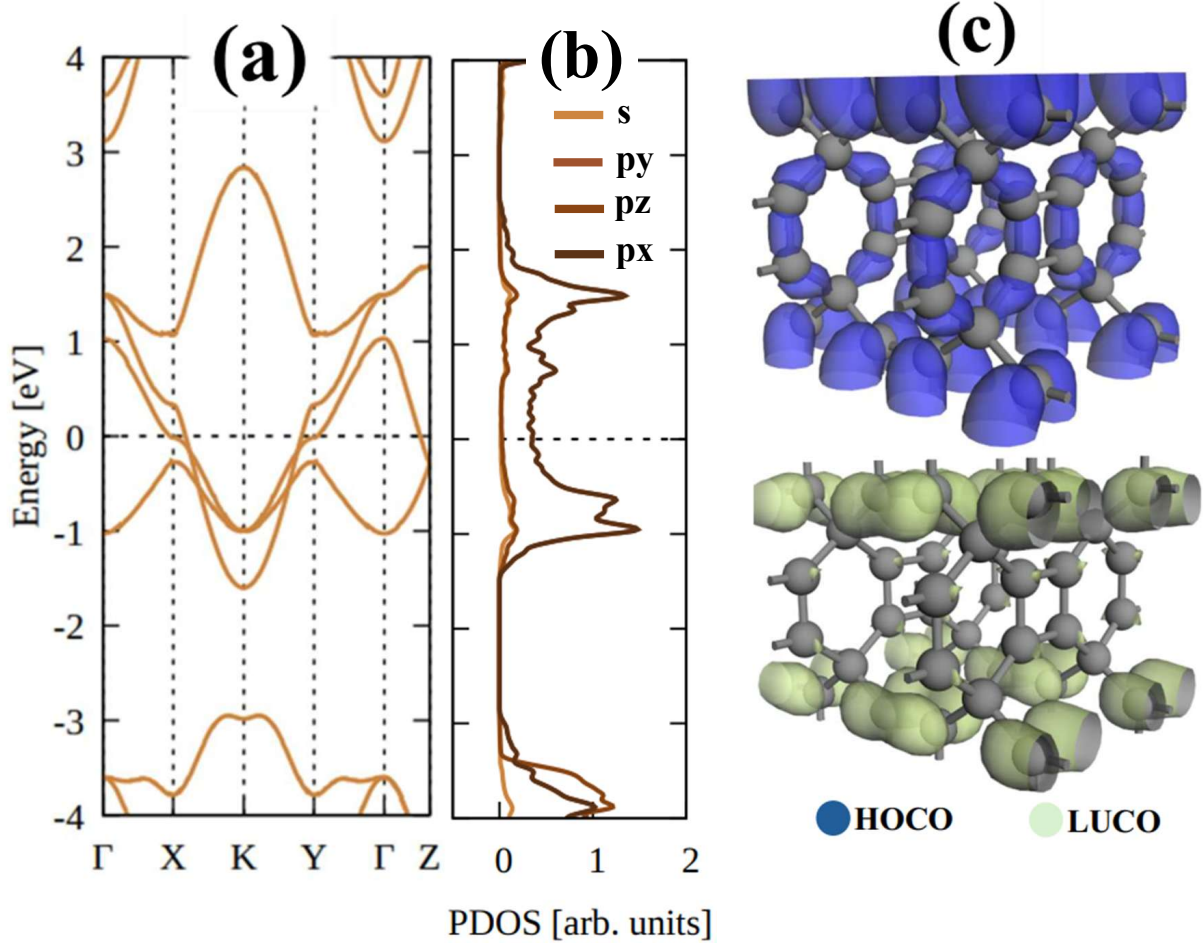 (a)
(b)
(c)
4
3
2
1
0
-1
-2
-3
-4
Energy [eV]
Γ X K Y Γ Z
s
py
pz
px
0 1 2
PDOS [arb. units]
HOCO LUCO